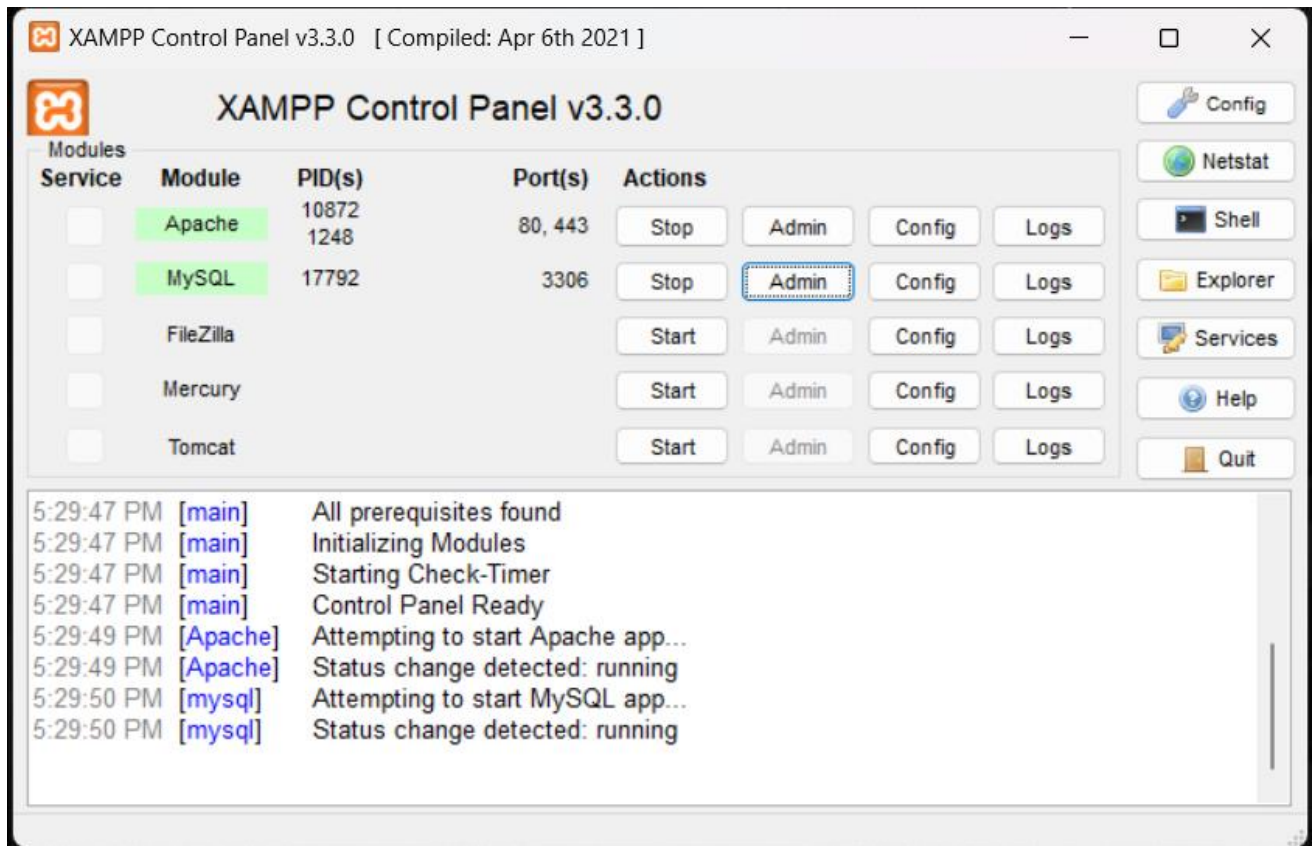 XAMPP Control Panel v3.3.0 [ Compiled: Apr 6th 2021 ]
XAMPP Control Panel v3.3.0
Config
Modules
Service Module PID(s) Port(s) Actions
Netstat
Apache 10872 1248 80, 443 Stop Admin Config Logs
Shell
MySQL 17792 3306 Stop Admin Config Logs
Explorer
FileZilla Start Admin Config Logs
Services
Mercury Start Admin Config Logs
Help
Tomcat Start Admin Config Logs
Quit
5:29:47 PM [main] All prerequisites found
5:29:47 PM [main] Initializing Modules
5:29:47 PM [main] Starting Check-Timer
5:29:47 PM [main] Control Panel Ready
5:29:49 PM [Apache] Attempting to start Apache app...
5:29:49 PM [Apache] Status change detected: running
5:29:50 PM [mysql] Attempting to start MySQL app...
5:29:50 PM [mysql] Status change detected: running